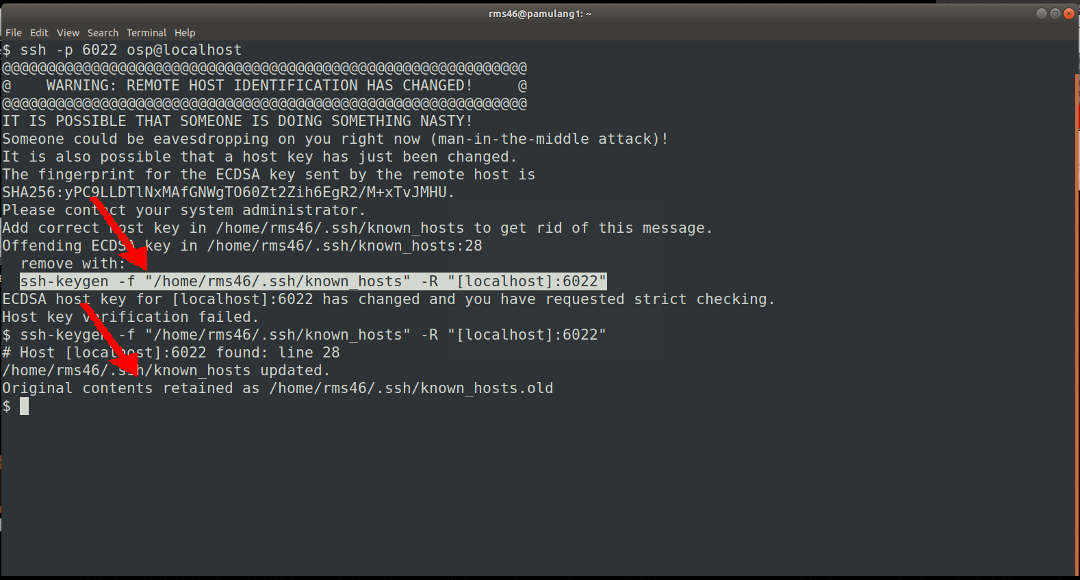 rms46@pamulang1: ~
File Edit View Search Terminal Help
$ ssh -p 6022 osp@localhost
@@@@@@@@@@@@@@@@@@@@@@@@@@@@@@@@@@@@@@@@@@@@@@@@@@@@@@@@@@@
@    WARNING: REMOTE HOST IDENTIFICATION HAS CHANGED!     @
@@@@@@@@@@@@@@@@@@@@@@@@@@@@@@@@@@@@@@@@@@@@@@@@@@@@@@@@@@@
IT IS POSSIBLE THAT SOMEONE IS DOING SOMETHING NASTY!
Someone could be eavesdropping on you right now (man-in-the-middle attack)!
It is also possible that a host key has just been changed.
The fingerprint for the ECDSA key sent by the remote host is
SHA256:yPC9LLDTlNxMAfGNWgTO60Zt2Zih6EgR2/M+xTvJMHU.
Please contact your system administrator.
Add correct host key in /home/rms46/.ssh/known_hosts to get rid of this message.
Offending ECDSA key in /home/rms46/.ssh/known_hosts:28
  remove with:
  ssh-keygen -f "/home/rms46/.ssh/known_hosts" -R "[localhost]:6022"
ECDSA host key for [localhost]:6022 has changed and you have requested strict checking.
Host key verification failed.
$ ssh-keygen -f "/home/rms46/.ssh/known_hosts" -R "[localhost]:6022"
# Host [localhost]:6022 found: line 28
/home/rms46/.ssh/known_hosts updated.
Original contents retained as /home/rms46/.ssh/known_hosts.old
$